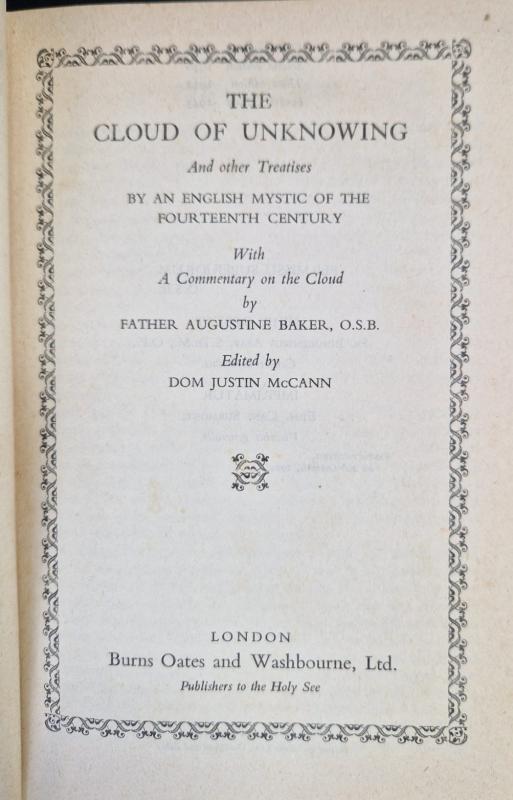 THE
CLOUD OF UNKNOWING
And other Treatises
BY AN ENGLISH MYSTIC OF THE
FOURTEENTH CENTURY
With
A Commentary on the Cloud
by
FATHER AUGUSTINE BAKER, O.S.B.
Edited by
DOM JUSTIN McCANN
LONDON
Burns Oates and Washbourne, Ltd.
Publishers to the Holy See